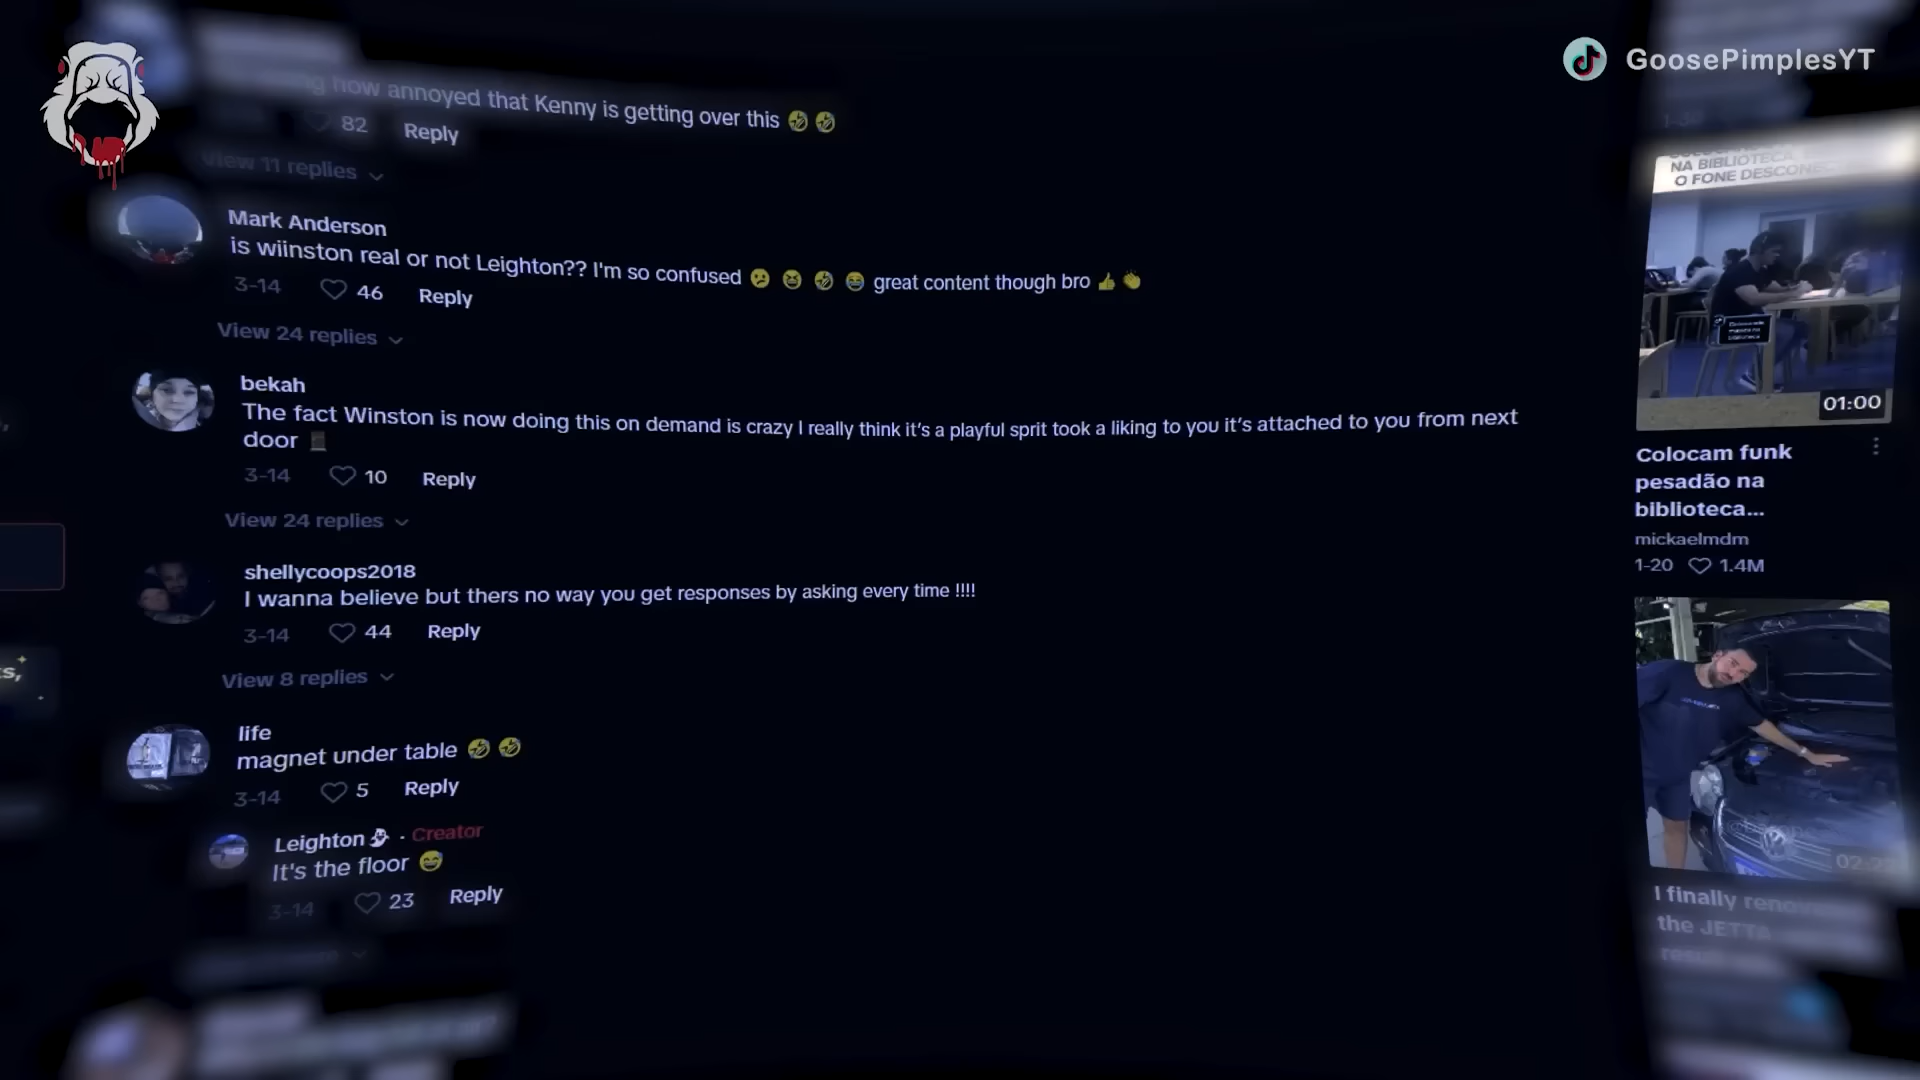 GoosePimplesYT
how annoyed that Kenny is getting over this 🤣 🤣
82 Reply
View 11 replies
Mark Anderson
is wiinston real or not Leighton?? I'm so confused 😕 😆 🤣 😂 great content though bro 👍 👏
3-14 46 Reply
View 24 replies
bekah
The fact Winston is now doing this on demand is crazy I really think it's a playful sprit took a liking to you it's attached to you from next
door 🚪
3-14 10 Reply
View 24 replies
shellycoops2018
I wanna believe but thers no way you get responses by asking every time !!!!
3-14 44 Reply
View 8 replies
life
magnet under table 🤣 🤣
3-14 5 Reply
Leighton 👻 · Creator
It's the floor 😅
3-14 23 Reply
NA BIBLIOTECA
O FONE
01:00
Colocam funk
pesadão na
biblioteca...
mickaelmdm
1-20 1.4M
I finally
the JETTA